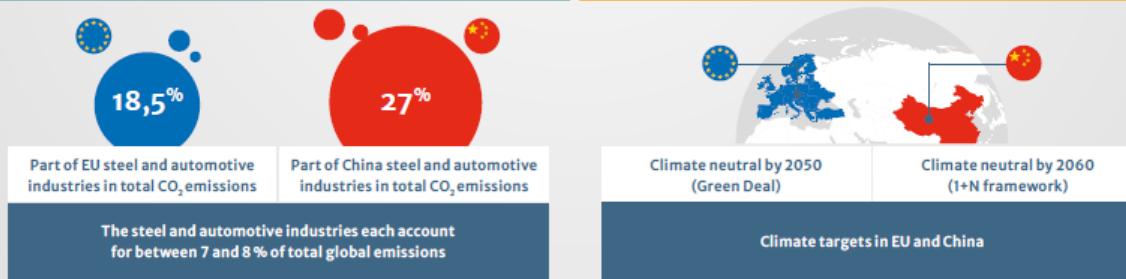 18,5%
27%
Part of EU steel and automotive
industries in total CO₂ emissions
Part of China steel and automotive
industries in total CO₂ emissions
The steel and automotive industries each account
for between 7 and 8 % of total global emissions
Climate neutral by 2050
(Green Deal)
Climate neutral by 2060
(1+N framework)
Climate targets in EU and China